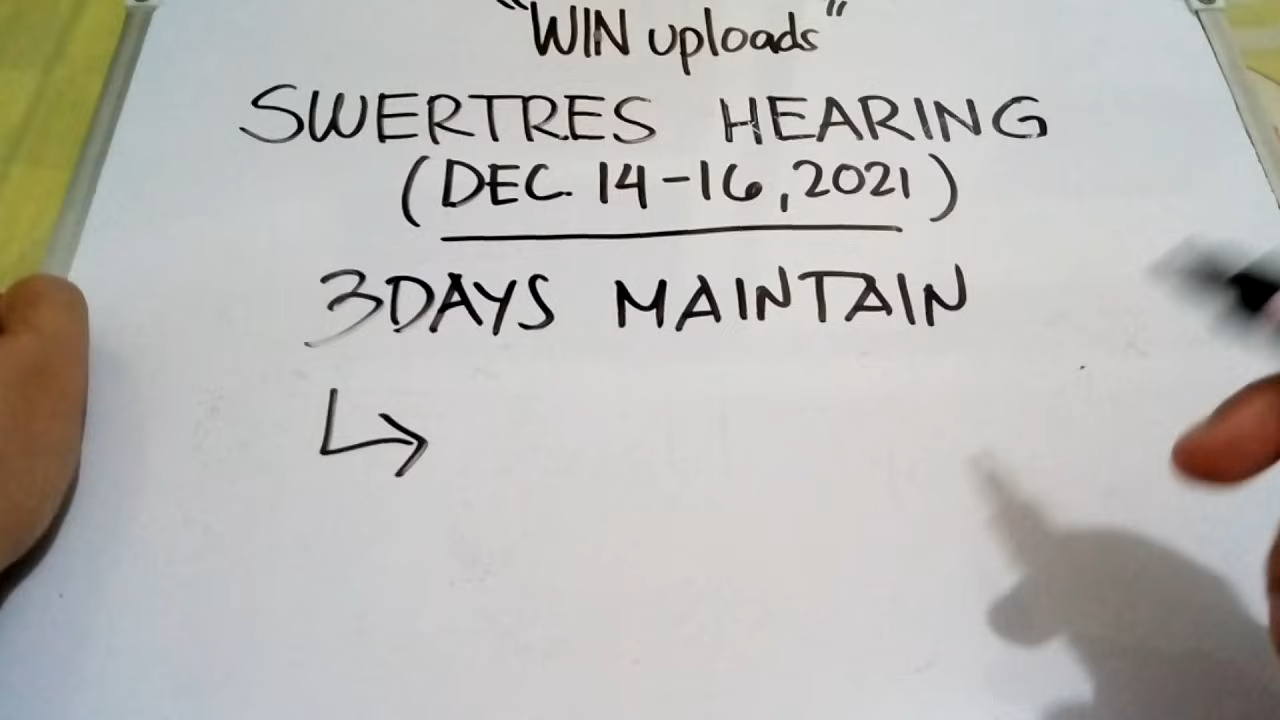 "WIN uploads"
SWERTRES HEARING
(DEC. 14-16, 2021)
3DAYS MAINTAIN